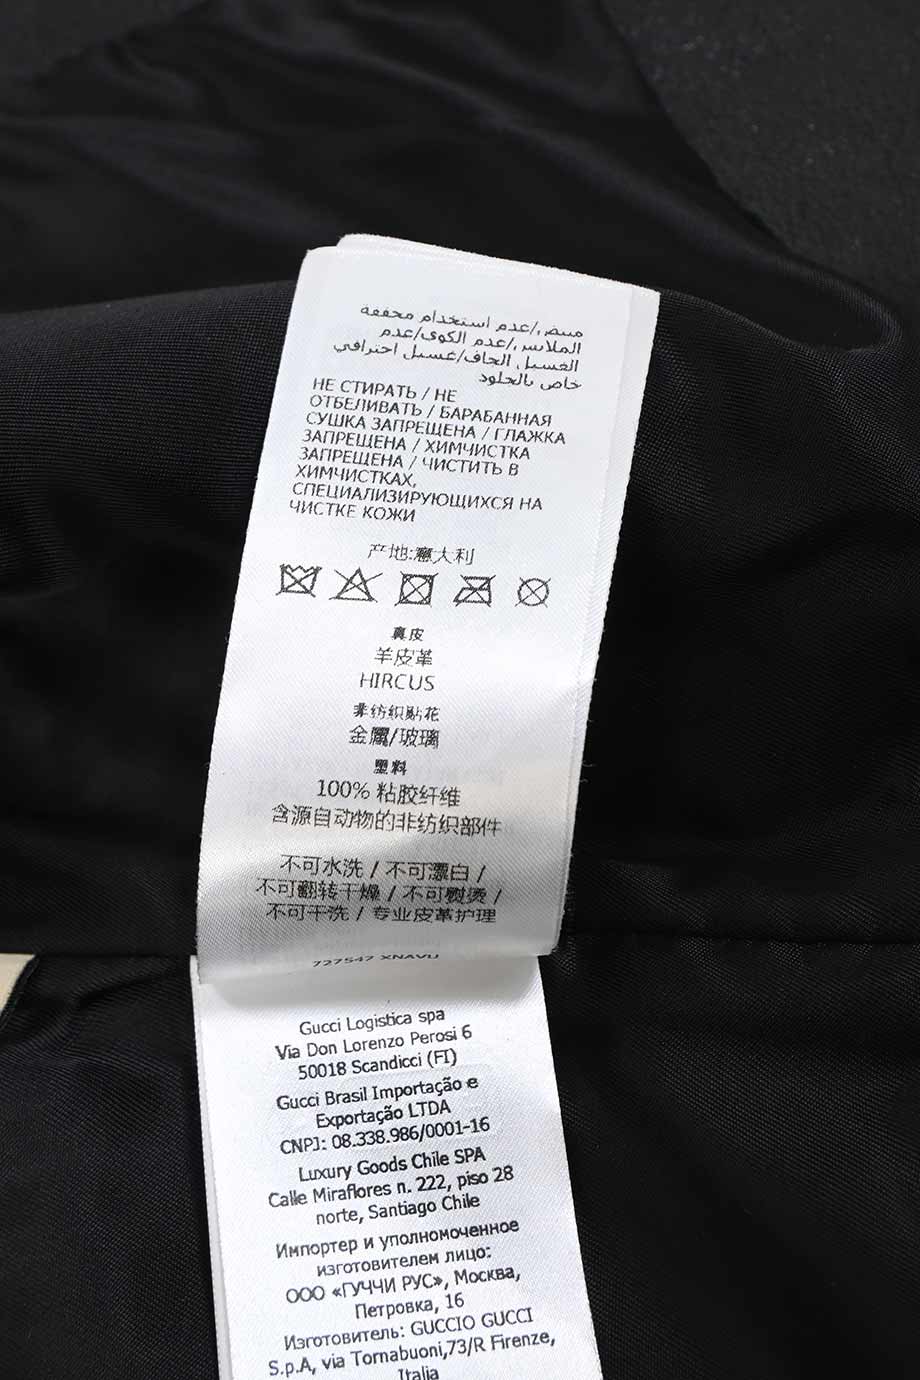 مبيض/عدم استخدام مجففة
الملابس/عدم الكوي/عدم
الغسيل الجاف/غسيل احترافي
خاص بالجلود
НЕ СТИРАТЬ / НЕ
ОТБЕЛИВАТЬ / БАРАБАННАЯ
СУШКА ЗАПРЕЩЕНА / ГЛАЖКА
ЗАПРЕЩЕНА / ХИМЧИСТКА
ЗАПРЕЩЕНА / ЧИСТИТЬ В
ХИМЧИСТКАХ,
СПЕЦИАЛИЗИРУЮЩИХСЯ НА
ЧИСТКЕ КОЖИ
产地:意大利
真皮
羊皮革
HIRCUS
非纺织贴花
金属/玻璃
塑料
100% 粘胶纤维
含源自动物的非纺织部件
不可水洗 / 不可漂白 /
不可翻转干燥 / 不可熨烫 /
不可干洗 / 专业皮革护理
727547 XNAVU
Gucci Logistica spa
Via Don Lorenzo Perosi 6
50018 Scandicci (FI)
Gucci Brasil Importação e
Exportação LTDA
CNPJ: 08.338.986/0001-16
Luxury Goods Chile SPA
Calle Miraflores n. 222, piso 28
norte, Santiago Chile
Импортер и уполномоченное
изготовителем лицо:
ООО «ГУЧЧИ РУС», Москва,
Петровка, 16
Изготовитель: GUCCIO GUCCI
S.p.A, via Tornabuoni,73/R Firenze,
Italia